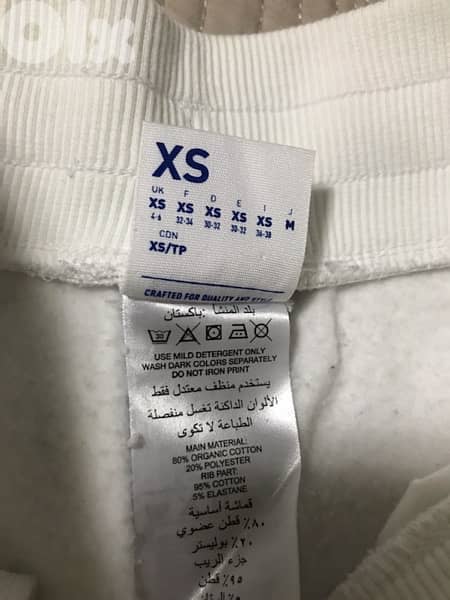 olx
XS
UK F D E I J
XS XS XS XS XS M
4-6 32-34 30-32 30-32 36-38
CDN
XS/TP
CRAFTED FOR QUALITY AND STYLE
بلد المنشأ :باكستان
USE MILD DETERGENT ONLY
WASH DARK COLORS SEPARATELY
DO NOT IRON PRINT
يستخدم منظف معتدل فقط
الألوان الداكنة تغسل منفصلة
الطباعة لا تكوى
MAIN MATERIAL:
80% ORGANIC COTTON
20% POLYESTER
RIB PART:
95% COTTON
5% ELASTANE
قماشة أساسية
٨٠٪ قطن عضوي
٢٠٪ بوليستر
جزء الريب
٩٥٪ قطن